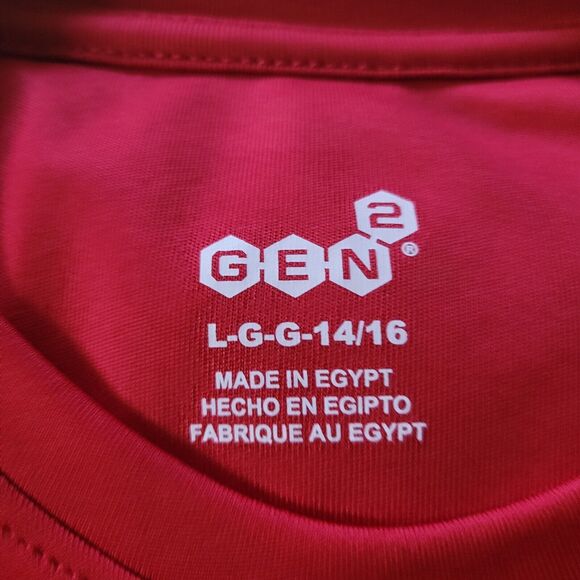 GEN2®
L-G-G-14/16
MADE IN EGYPT
HECHO EN EGIPTO
FABRIQUE AU EGYPT